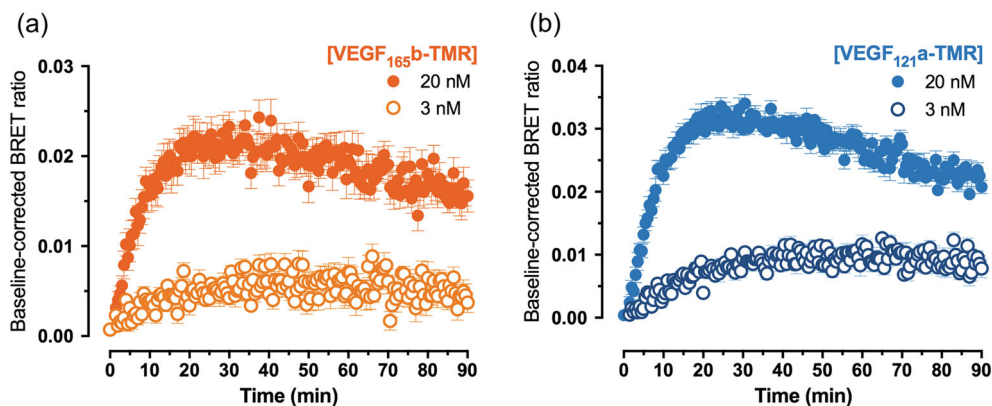 (a)
[VEGF165b-TMR]
20 nM
3 nM
Baseline-corrected BRET ratio
0.03
0.02
0.01
0.00
0 10 20 30 40 50 60 70 80 90
Time (min)
(b)
[VEGF121a-TMR]
20 nM
3 nM
Baseline-corrected BRET ratio
0.04
0.03
0.02
0.01
0.00
0 10 20 30 40 50 60 70 80 90
Time (min)